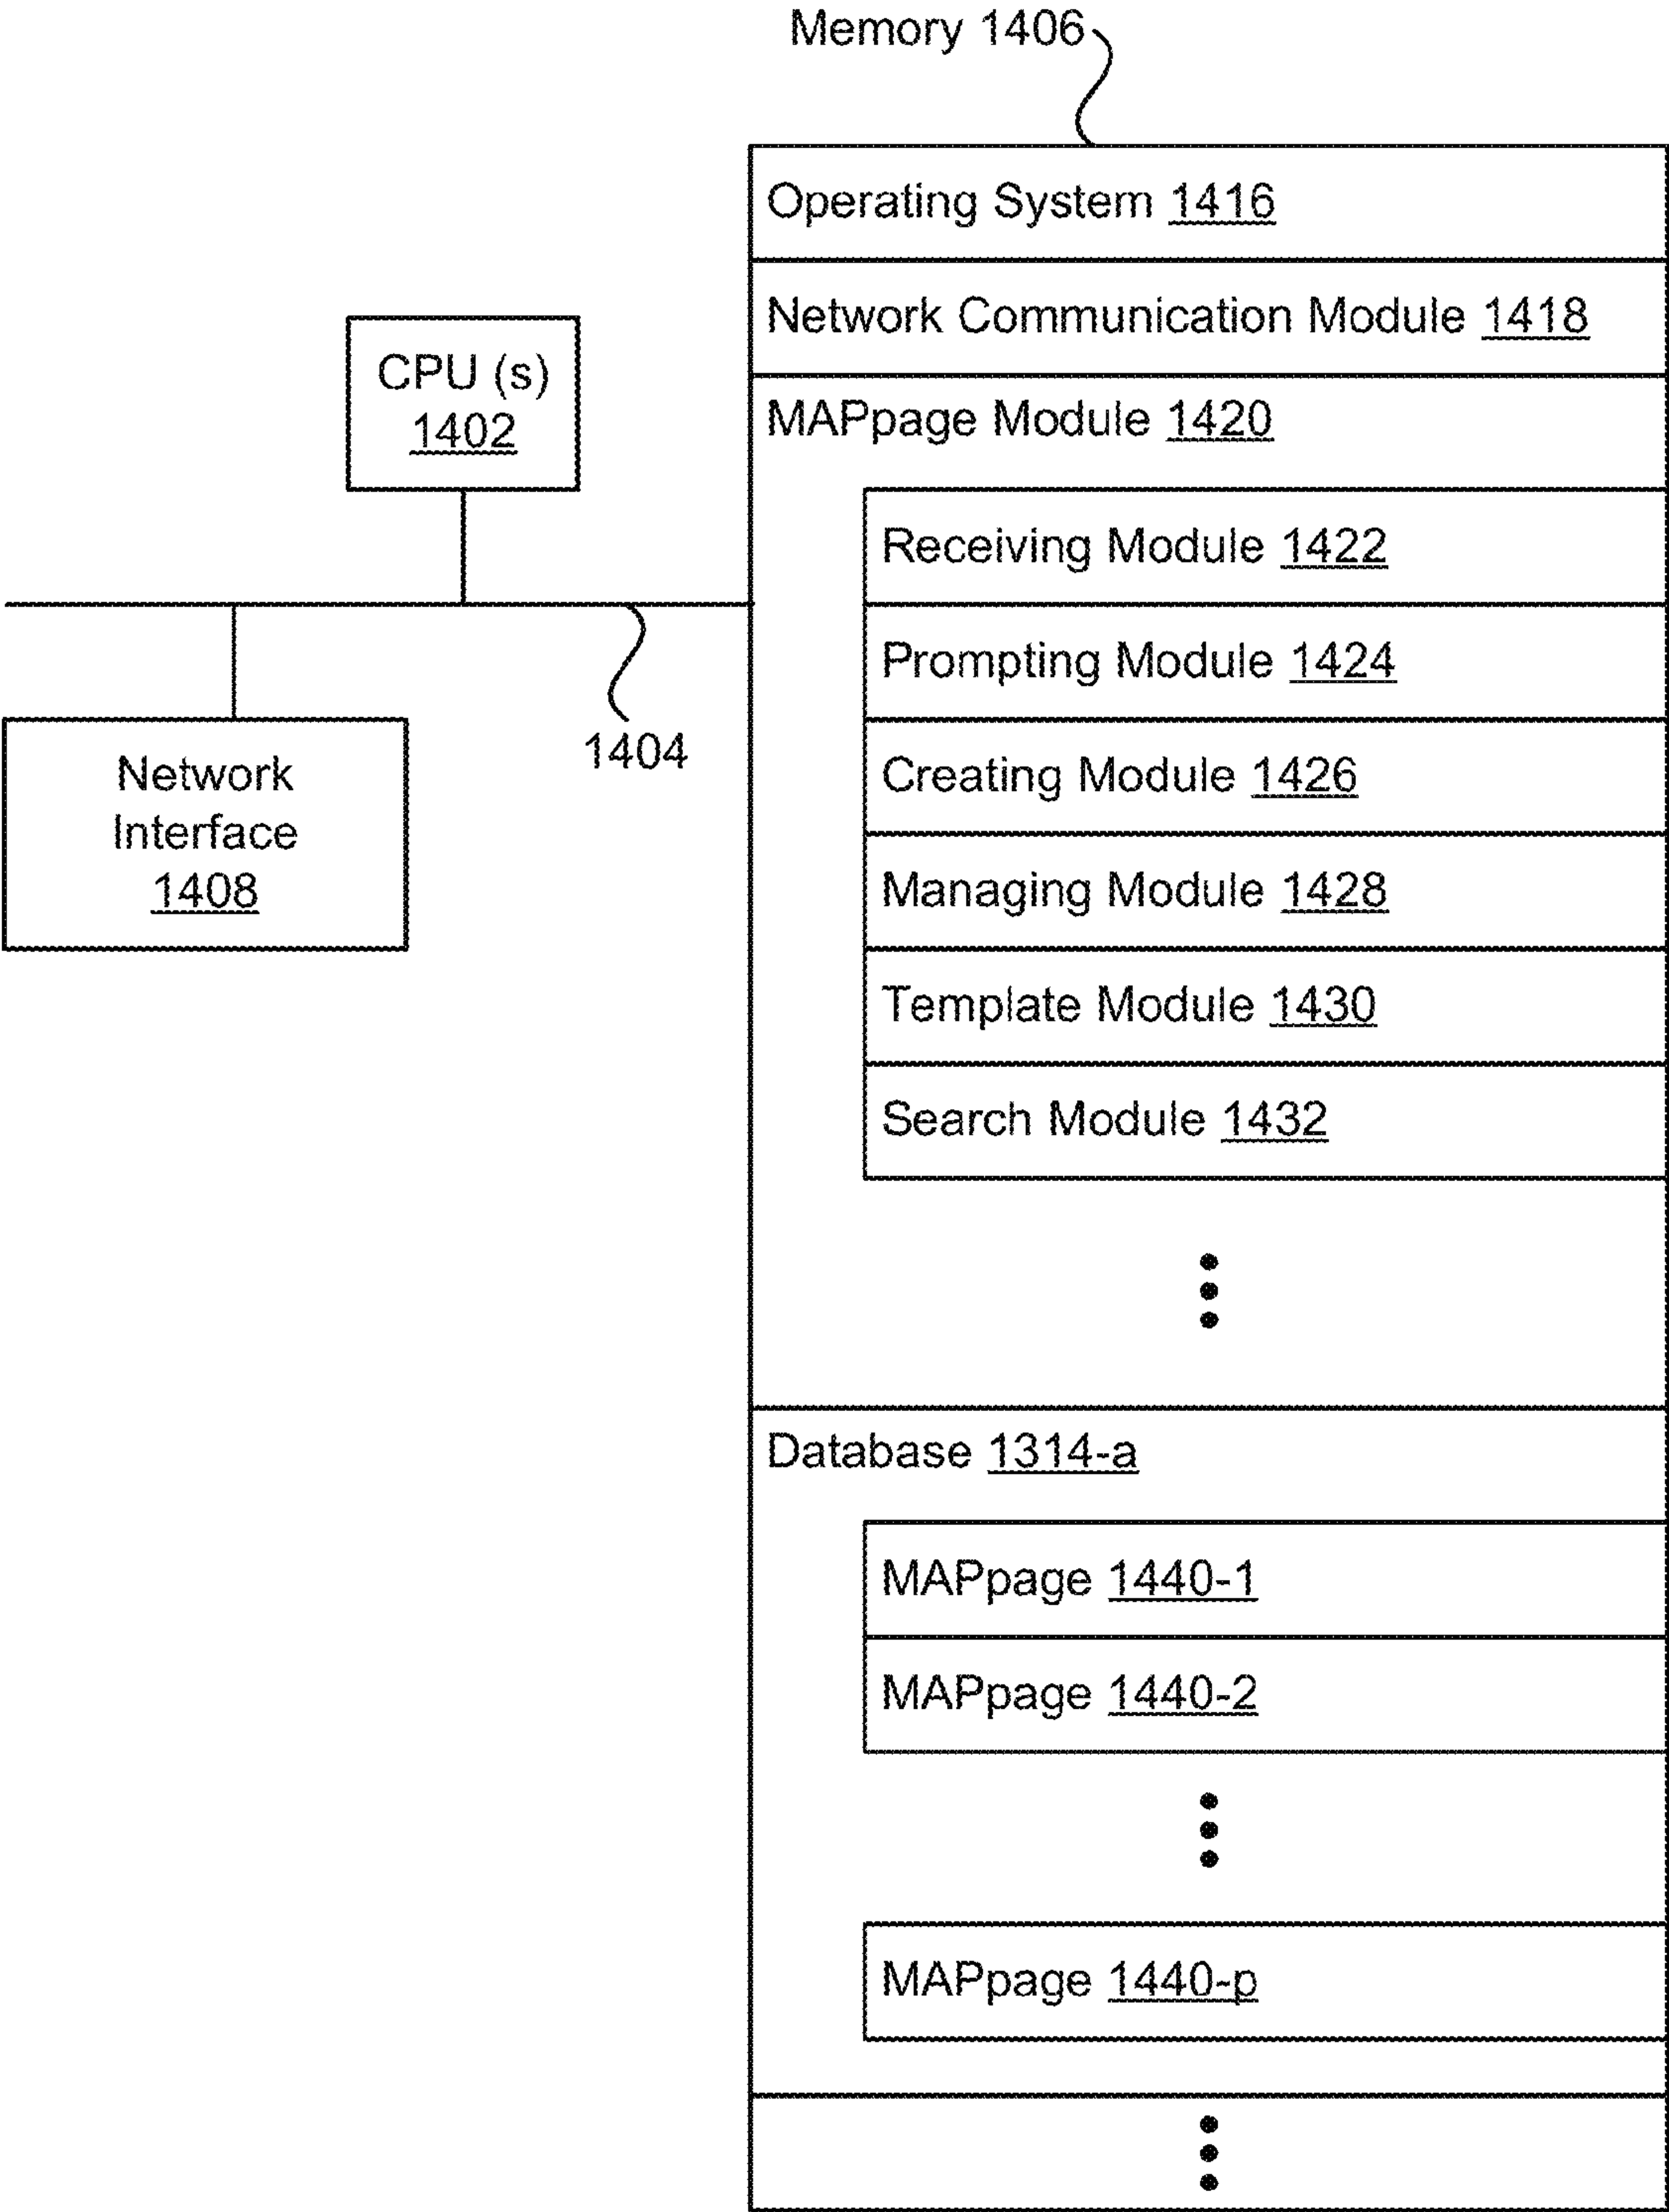 Memory 1406
Operating System 1416
Network Communication Module 1418
CPU (s)
1402
MAPpage Module 1420
Receiving Module 1422
Prompting Module 1424
1404
Network
Interface
1408
Creating Module 1426
Managing Module 1428
Template Module 1430
Search Module 1432
Database 1314-a
MAPpage 1440-1
MAPpage 1440-2
MAPpage 1440-p